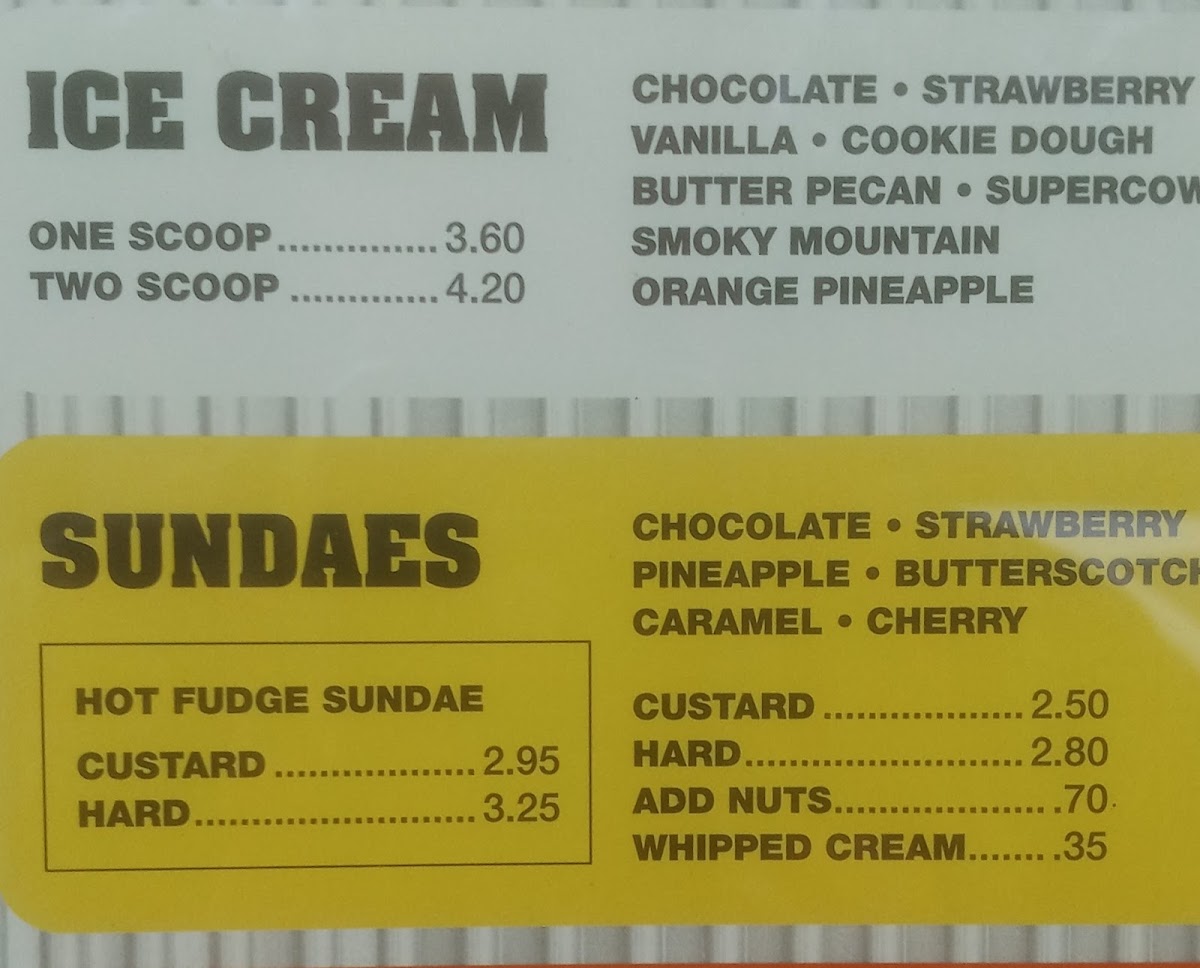 ICE CREAM
ONE SCOOP.............. 3.60
TWO SCOOP ............. 4.20
CHOCOLATE • STRAWBERRY
VANILLA • COOKIE DOUGH
BUTTER PECAN • SUPERCOW
SMOKY MOUNTAIN
ORANGE PINEAPPLE
SUNDAES
HOT FUDGE SUNDAE
CUSTARD .................. 2.95
HARD......................... 3.25
CHOCOLATE • STRAWBERRY
PINEAPPLE • BUTTERSCOTCH
CARAMEL • CHERRY
CUSTARD .................. 2.50
HARD......................... 2.80
ADD NUTS................... .70
WHIPPED CREAM....... .35